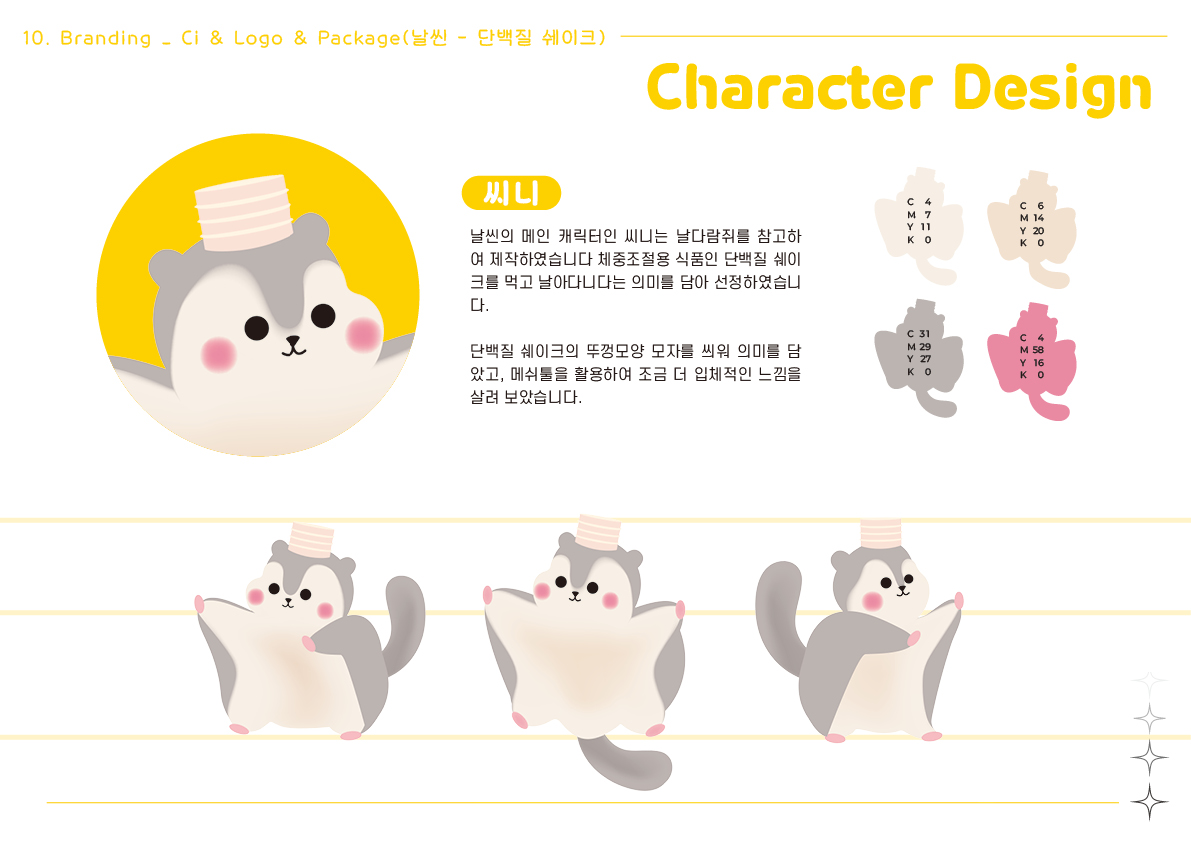 10. Branding _ Ci & Logo & Package(날씬 - 단백질 쉐이크)
Character Design
씨니
날씬의 메인 캐릭터인 씨니는 날다람쥐를 참고하
여 제작하였습니다 체중조절용 식품인 단백질 쉐이
크를 먹고 날아다니다는 의미를 담아 선정하였습니
다.
단백질 쉐이크의 뚜껑모양 모자를 씌워 의미를 담
았고, 메쉬툴을 활용하여 조금 더 입체적인 느낌을
살려 보았습니다.
C 4
M 7
Y 11
K 0
C 6
M 14
Y 20
K 0
C 31
M 29
Y 27
K 0
C 4
M 58
Y 16
K 0